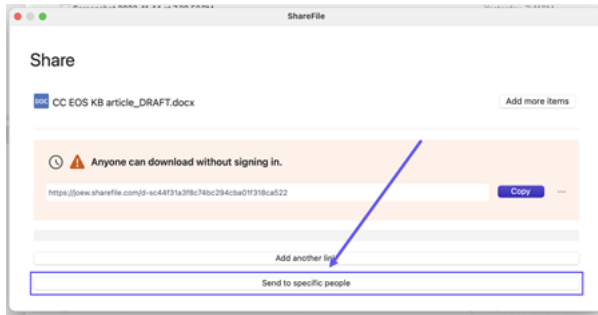 ShareFile
Share
DOC CC EOS KB article_DRAFT.docx
Add more items
Anyone can download without signing in.
https://joew.sharefile.com/d-sc44f31a3f8c74bc294cba01f318ca522
Copy
Add another link
Send to specific people